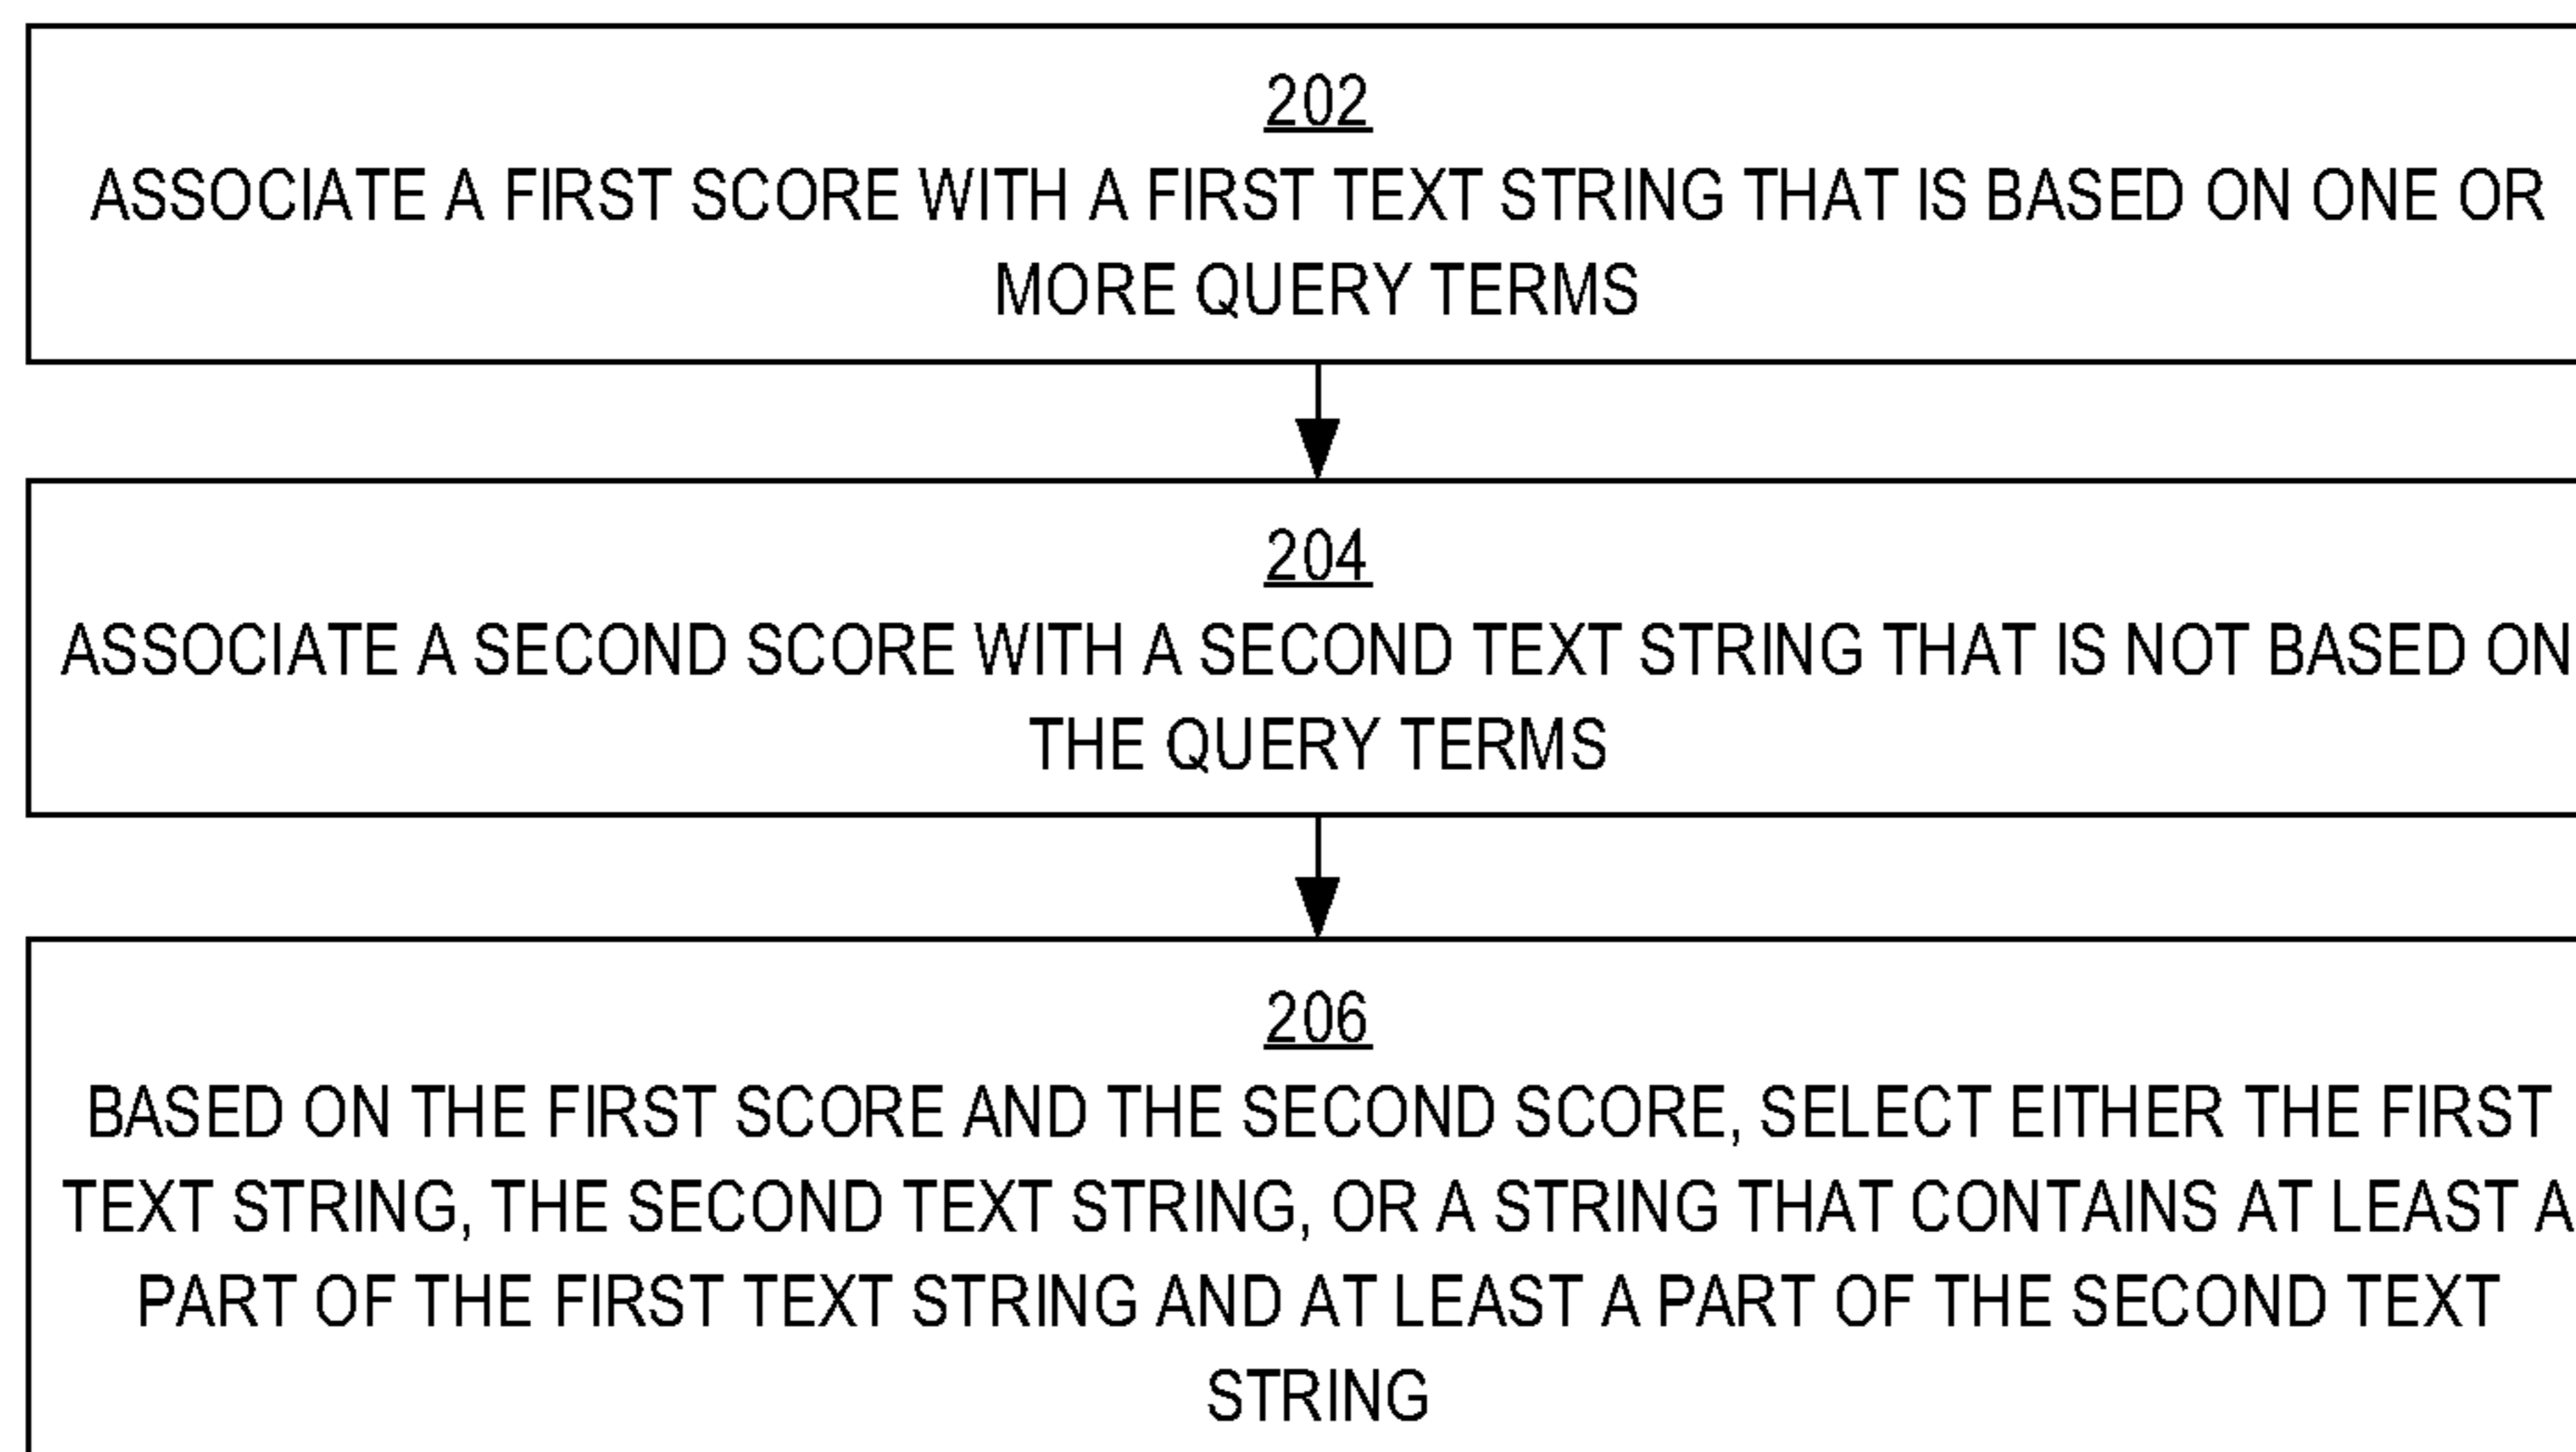 202
ASSOCIATE A FIRST SCORE WITH A FIRST TEXT STRING THAT IS BASED ON ONE OR
MORE QUERY TERMS
204
ASSOCIATE A SECOND SCORE WITH A SECOND TEXT STRING THAT IS NOT BASED ON
THE QUERY TERMS
206
BASED ON THE FIRST SCORE AND THE SECOND SCORE, SELECT EITHER THE FIRST
TEXT STRING, THE SECOND TEXT STRING, OR A STRING THAT CONTAINS AT LEAST A
PART OF THE FIRST TEXT STRING AND AT LEAST A PART OF THE SECOND TEXT
STRING